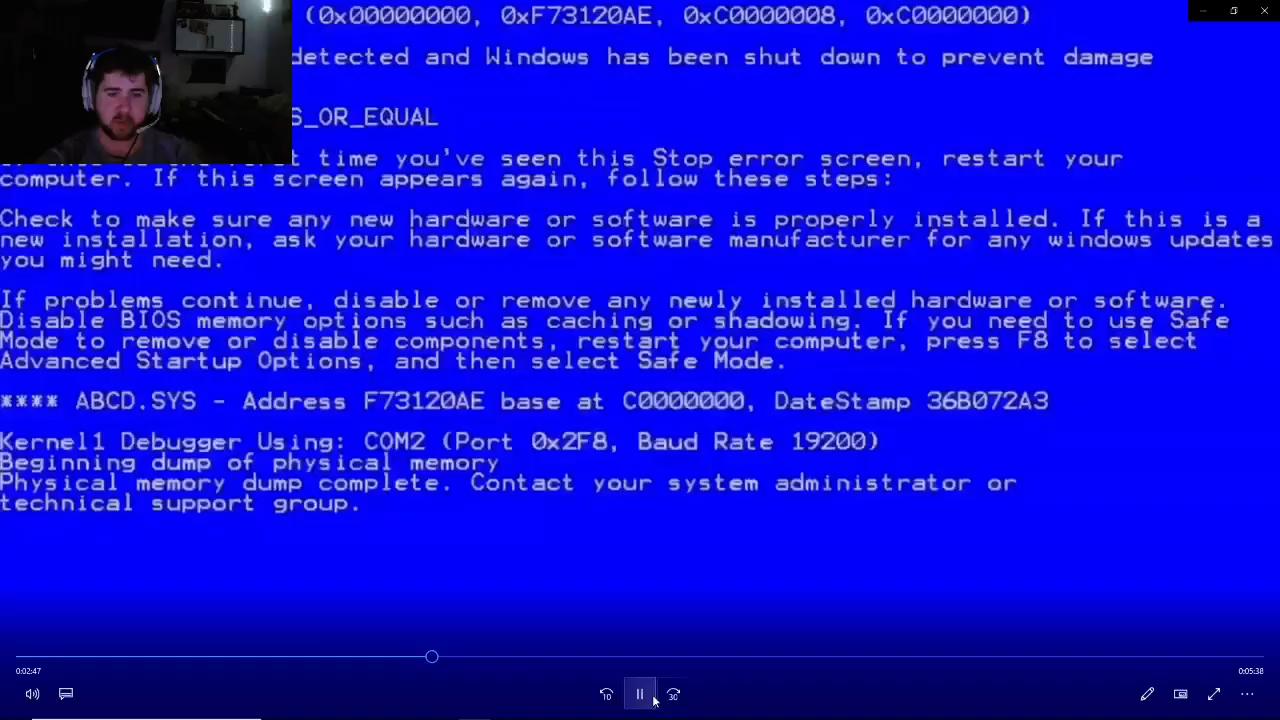 (0x00000000, 0xF73120AE, 0xC0000008, 0xC0000000)
detected and Windows has been shut down to prevent damage
S_OR_EQUAL
time you've seen this Stop error screen, restart your
computer. If this screen appears again, follow these steps:
Check to make sure any new hardware or software is properly installed. If this is a
new installation, ask your hardware or software manufacturer for any windows updates
you might need.
If problems continue, disable or remove any newly installed hardware or software.
Disable BIOS memory options such as caching or shadowing. If you need to use Safe
Mode to remove or disable components, restart your computer, press F8 to select
Advanced Startup Options, and then select Safe Mode.
**** ABCD.SYS - Address F73120AE base at C0000000, DateStamp 36B072A3
Kernel1 Debugger Using: COM2 (Port 0x2F8, Baud Rate 19200)
Beginning dump of physical memory
Physical memory dump complete. Contact your system administrator or
technical support group.
0:02:47
0:05:38
10
30